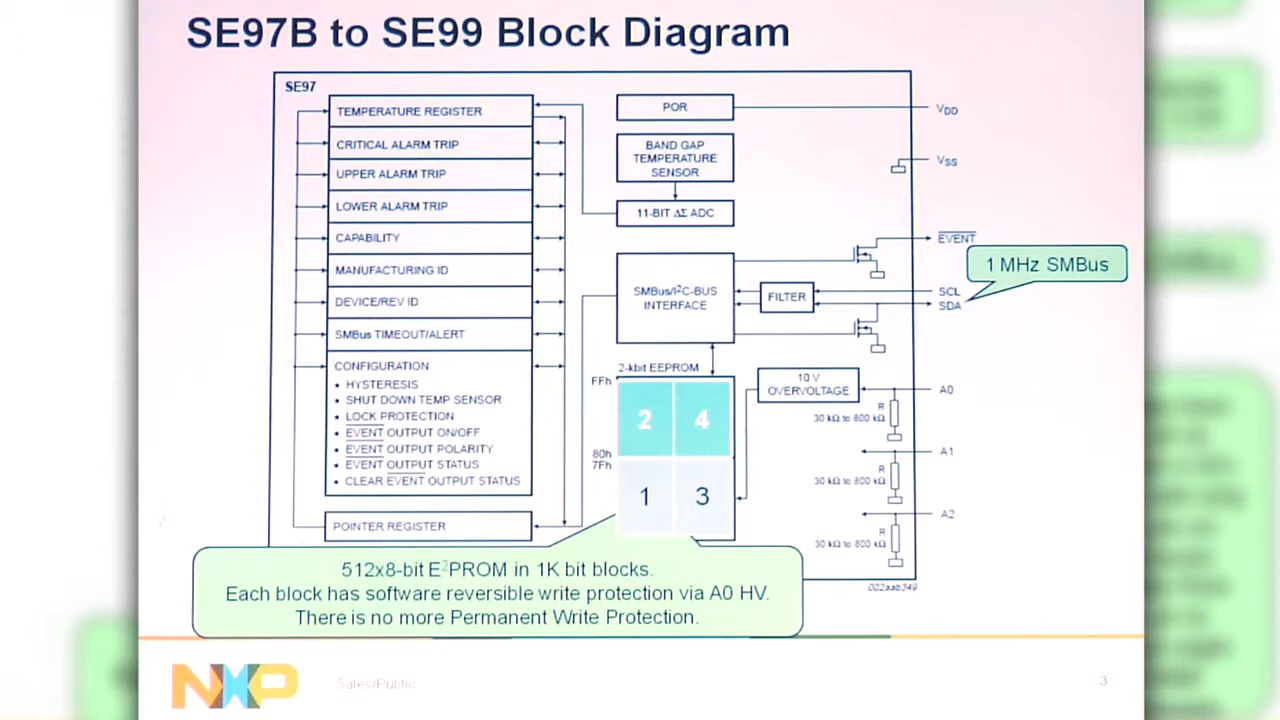 SE97B to SE99 Block Diagram
SE97
TEMPERATURE REGISTER
CRITICAL ALARM TRIP
UPPER ALARM TRIP
LOWER ALARM TRIP
CAPABILITY
MANUFACTURING ID
DEVICE/REV ID
SMBus TIMEOUT/ALERT
CONFIGURATION
• HYSTERESIS
• SHUT DOWN TEMP SENSOR
• LOCK PROTECTION
• EVENT OUTPUT ON/OFF
• EVENT OUTPUT POLARITY
• EVENT OUTPUT STATUS
• CLEAR EVENT OUTPUT STATUS
POINTER REGISTER
POR
BAND GAP
TEMPERATURE
SENSOR
11-BIT ΔΣ ADC
SMBus/I²C-BUS
INTERFACE
FILTER
2-kbit EEPROM
FFh
80h
7Fh
2 4
1 3
10 V
OVERVOLTAGE
VDD
VSS
EVENT
1 MHz SMBus
SCL
SDA
A0
R
30 kΩ to 800 kΩ
A1
R
30 kΩ to 800 kΩ
A2
R
30 kΩ to 800 kΩ
002aab349
512x8-bit E²PROM in 1K bit blocks.
Each block has software reversible write protection via A0 HV.
There is no more Permanent Write Protection.
NXP
Sales/Public
3